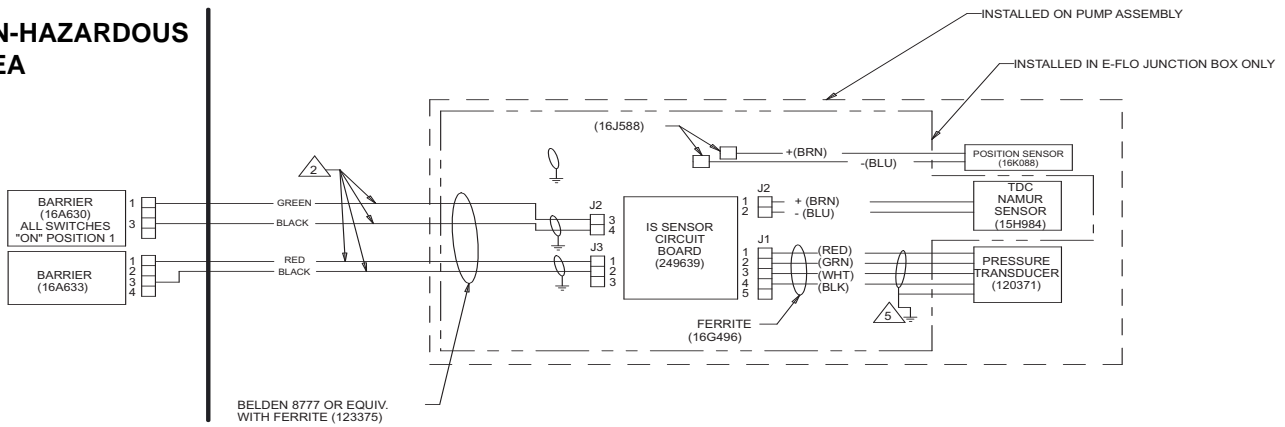 N-HAZARDOUS
EA
INSTALLED ON PUMP ASSEMBLY
INSTALLED IN E-FLO JUNCTION BOX ONLY
(16J588)
+(BRN)
-(BLU)
POSITION SENSOR
(16K088)
2
BARRIER
(16A630)
ALL SWITCHES
"ON" POSITION 1
1
3
GREEN
BLACK
J2
3
4
IS SENSOR
CIRCUIT
BOARD
(249639)
J2
1
2
+ (BRN)
- (BLU)
TDC
NAMUR
SENSOR
(15H984)
BARRIER
(16A633)
1
2
3
4
RED
BLACK
J3
1
2
3
J1
1
2
3
4
5
(RED)
(GRN)
(WHT)
(BLK)
PRESSURE
TRANSDUCER
(120371)
5
FERRITE
(16G496)
BELDEN 8777 OR EQUIV.
WITH FERRITE (123375)